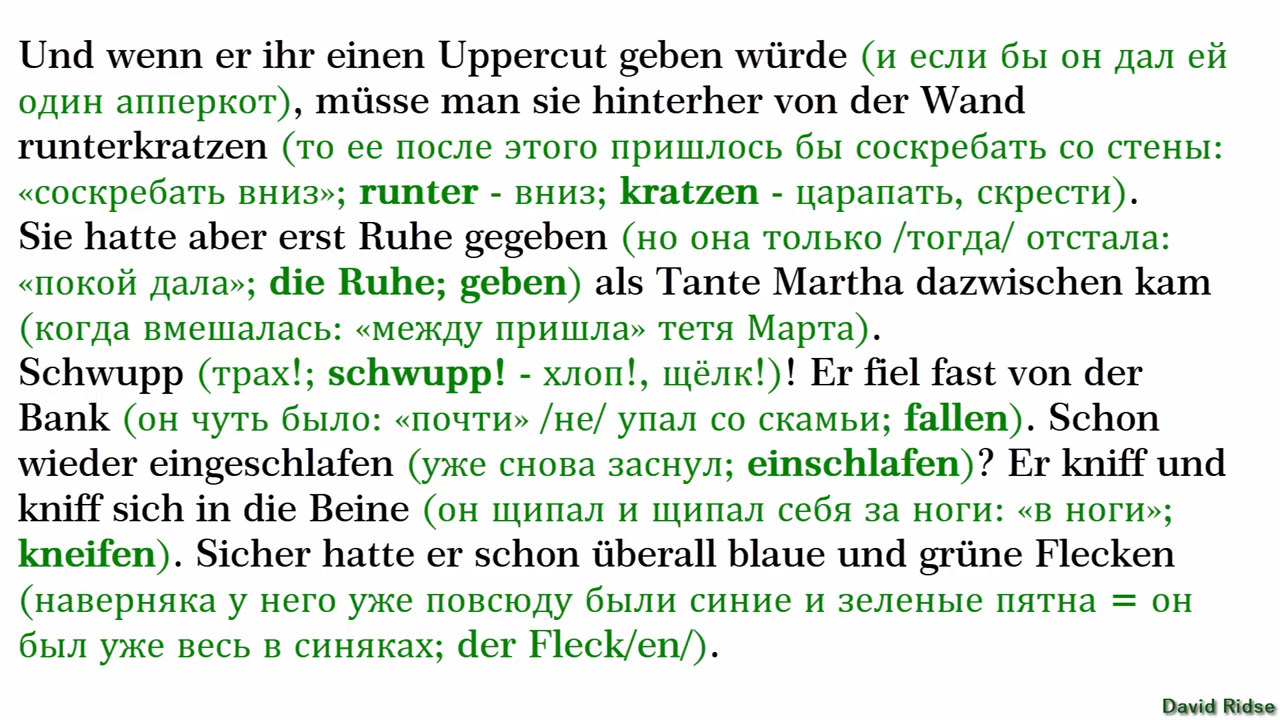 Und wenn er ihr einen Uppercut geben würde (и если бы он дал ей
один апперкот), müsse man sie hinterher von der Wand
runterkratzen (то ее после этого пришлось бы соскребать со стены:
«соскребать вниз»; runter - вниз; kratzen - царапать, скрести).
Sie hatte aber erst Ruhe gegeben (но она только /тогда/ отстала:
«покой дала»; die Ruhe; geben) als Tante Martha dazwischen kam
(когда вмешалась: «между пришла» тетя Марта).
Schwupp (трах!; schwupp! - хлоп!, щёлк!)! Er fiel fast von der
Bank (он чуть было: «почти» /не/ упал со скамьи; fallen). Schon
wieder eingeschlafen (уже снова заснул; einschlafen)? Er kniff und
kniff sich in die Beine (он щипал и щипал себя за ноги: «в ноги»;
kneifen). Sicher hatte er schon überall blaue und grüne Flecken
(наверняка у него уже повсюду были синие и зеленые пятна = он
был уже весь в синяках; der Fleck/en/).
David Ridse